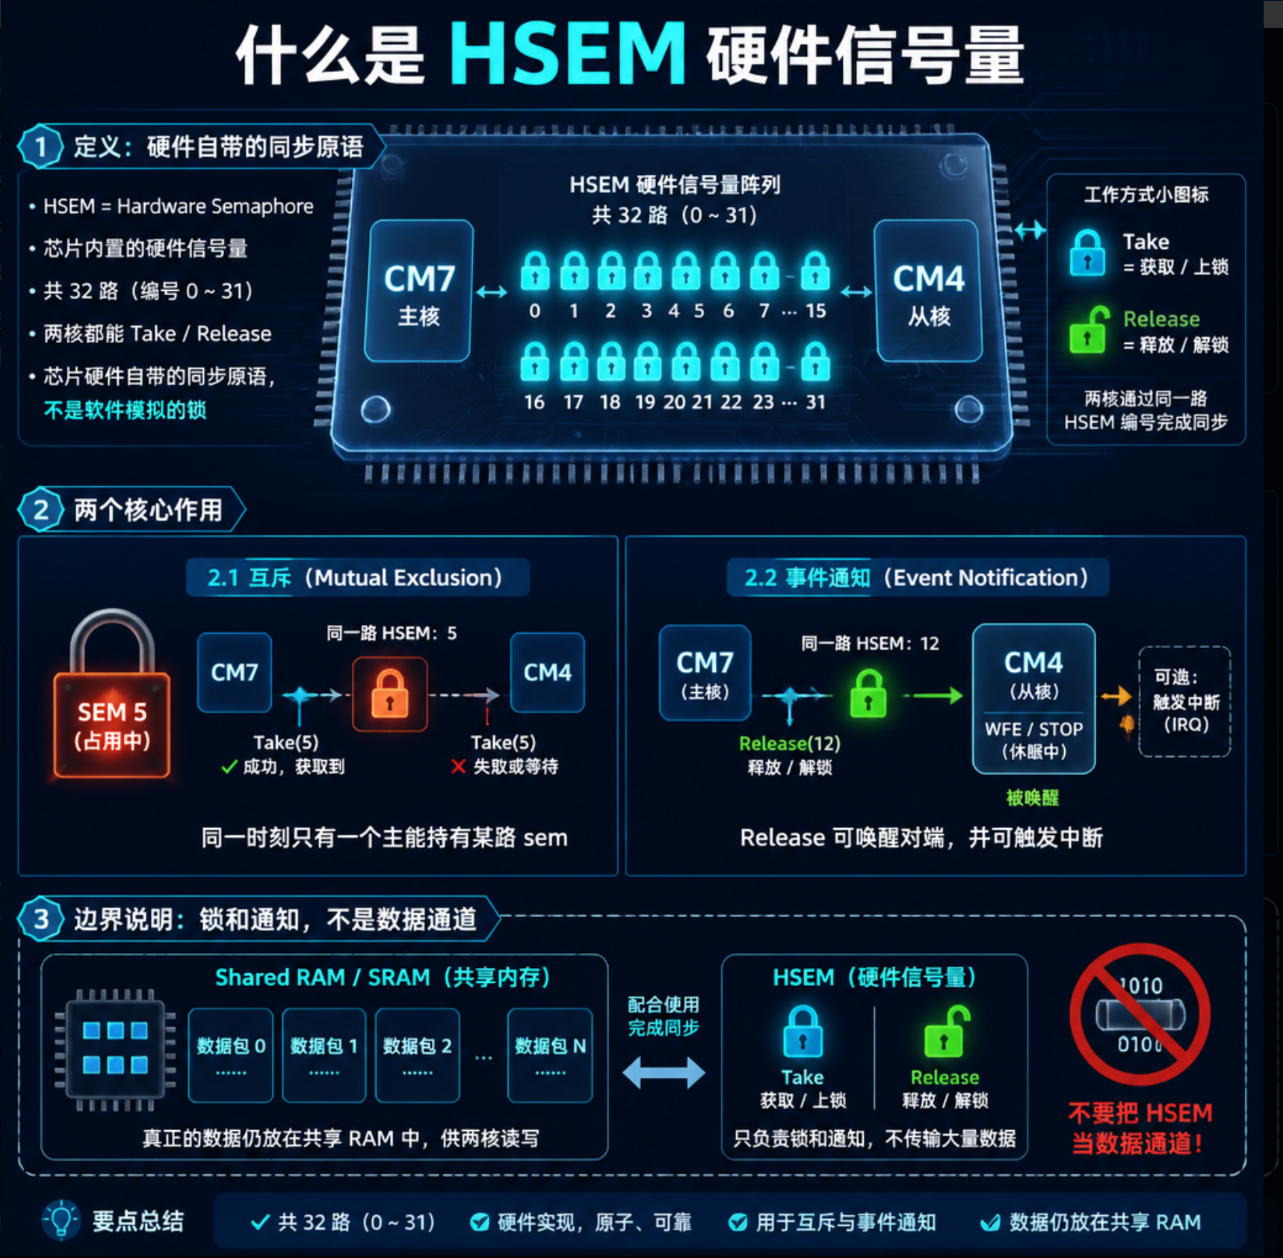 什么是 HSEM 硬件信号量
1 定义：硬件自带的同步原语
• HSEM = Hardware Semaphore
• 芯片内置的硬件信号量
• 共 32 路（编号 0 ~ 31）
• 两核都能 Take / Release
• 芯片硬件自带的同步原语，
不是软件模拟的锁
HSEM 硬件信号量阵列
共 32 路（0 ~ 31）
CM7
主核
0 1 2 3 4 5 6 7 ··· 15
16 17 18 19 20 21 22 23 ··· 31
CM4
从核
工作方式小图标
Take
= 获取 / 上锁
Release
= 释放 / 解锁
两核通过同一路
HSEM 编号完成同步
2 两个核心作用
2.1 互斥（Mutual Exclusion）
SEM 5
（占用中）
CM7
同一路 HSEM：5
CM4
Take(5)
成功，获取到
Take(5)
失败或等待
同一时刻只有一个主能持有某路 sem
2.2 事件通知（Event Notification）
CM7
（主核）
同一路 HSEM：12
Release(12)
释放 / 解锁
CM4
（从核）
WFE / STOP
（休眠中）
被唤醒
可选：
触发中断
（IRQ）
Release 可唤醒对端，并可触发中断
3 边界说明：锁和通知，不是数据通道
Shared RAM / SRAM（共享内存）
数据包 0
······
数据包 1
······
数据包 2
······
···
数据包 N
······
真正的数据仍放在共享 RAM 中，供两核读写
配合使用
完成同步
HSEM（硬件信号量）
Take
获取 / 上锁
Release
释放 / 解锁
只负责锁和通知，不传输大量数据
1010
0100
不要把 HSEM
当数据通道！
要点总结
共 32 路（0 ~ 31）
硬件实现，原子、可靠
用于互斥与事件通知
数据仍放在共享 RAM